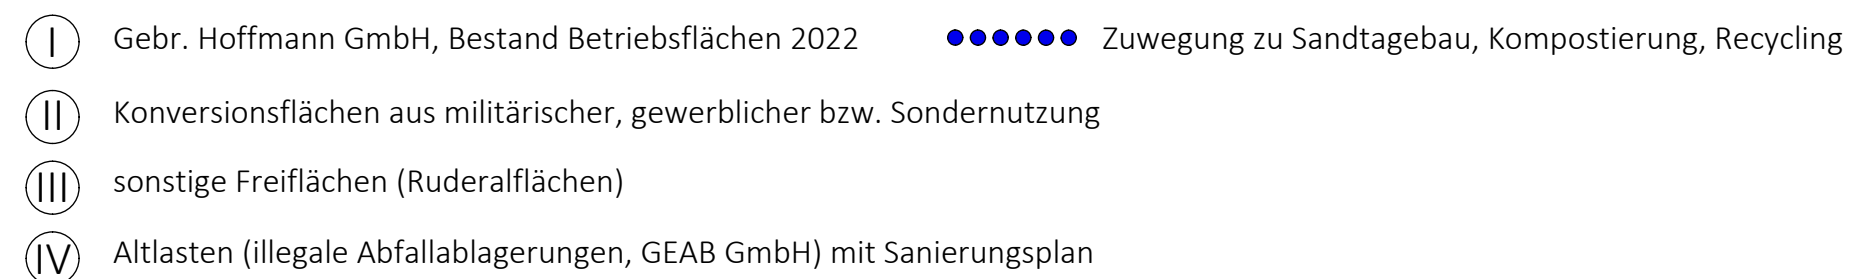 I Gebr. Hoffmann GmbH, Bestand Betriebsflächen 2022 Zuwegung zu Sandtagebau, Kompostierung, Recycling
II Konversionsflächen aus militärischer, gewerblicher bzw. Sondernutzung
III sonstige Freiflächen (Ruderalflächen)
IV Altlasten (illegale Abfallablagerungen, GEAB GmbH) mit Sanierungsplan